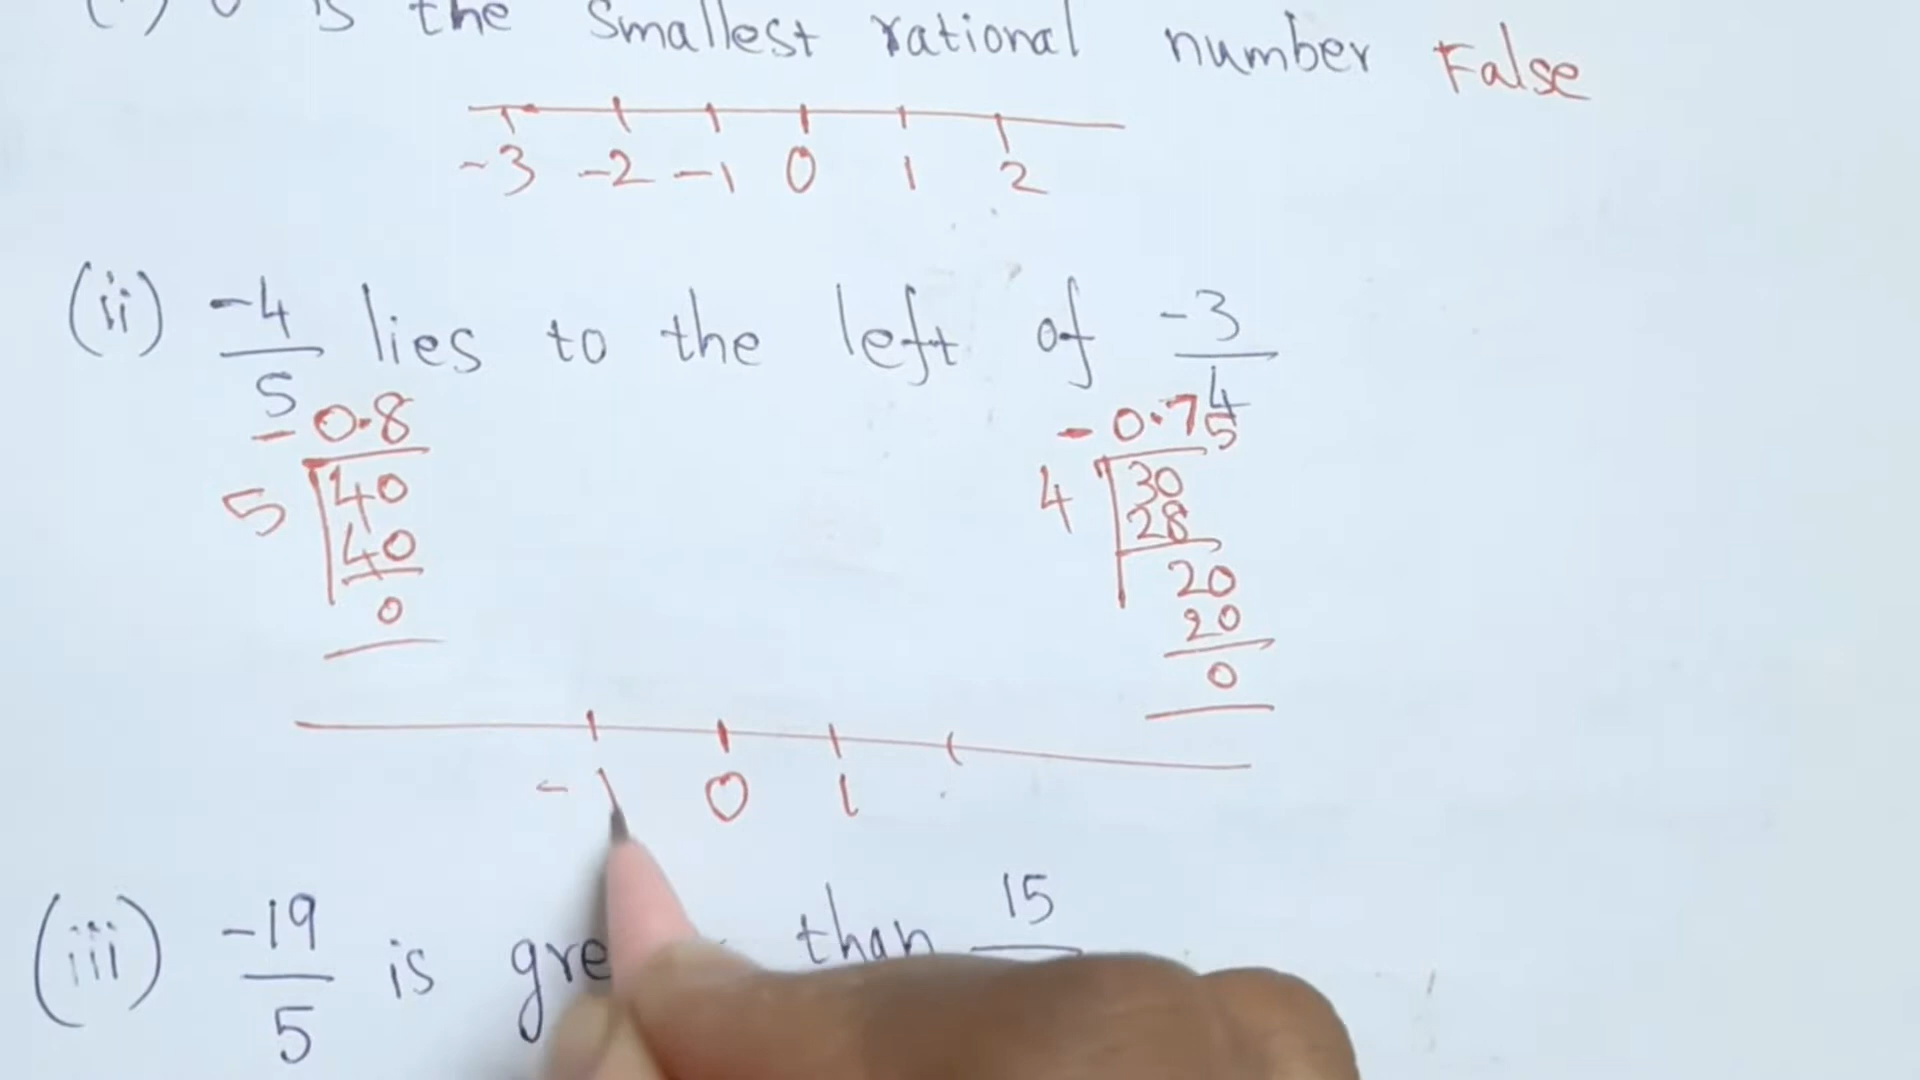 is the smallest rational number False
-3 -2 -1 0 1 2
(ii) -4/5 lies to the left of -3/4
-0.8
5 40
40
0
-0.75
4 30
28
20
20
0
-1 0 1
(iii) -19/5 is than 15